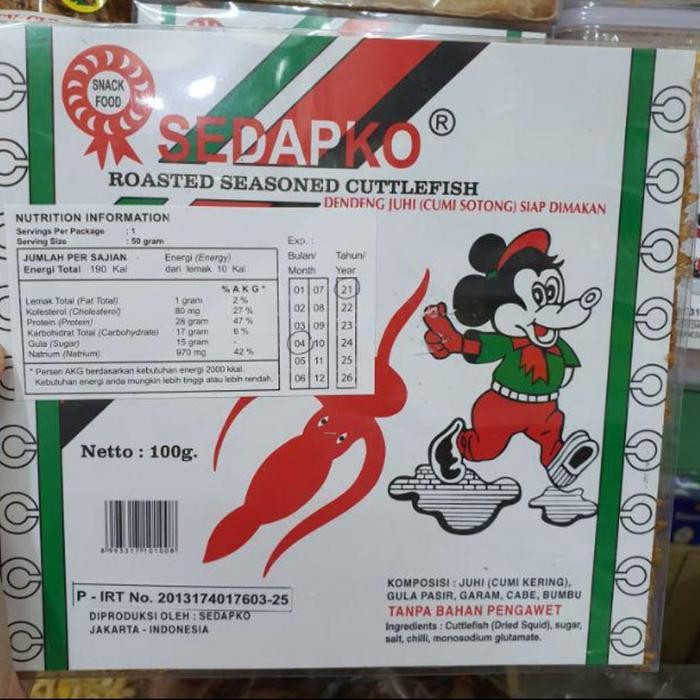 SNACK
FOOD
SEDAPKO ®
ROASTED SEASONED CUTTLEFISH
DENDENG JUHI (CUMI SOTONG) SIAP DIMAKAN
NUTRITION INFORMATION
Servings Per Package : 1
Serving Size : 50 gram
JUMLAH PER SAJIAN Energi (Energy)
Energi Total 190 Kal dari lemak 10 Kal
% A K G *
Lemak Total (Fat Total) 1 gram 2 %
Kolesterol (Cholesterol) 80 mg 27 %
Protein (Protein) 28 gram 47 %
Karbohidrat Total (Carbohydrate) 17 gram 6 %
Gula (Sugar) 15 gram -
Natrium (Natrium) 970 mg 42 %
* Persen AKG berdasarkan kebutuhan energi 2000 kkal.
Kebutuhan energi anda mungkin lebih tinggi atau lebih rendah.
Exp. :
Bulan/ Tahun/
Month Year
01 07 21
02 08 22
03 09 23
04 10 24
05 11 25
06 12 26
Netto : 100g.
8993317101008
P - IRT No. 2013174017603-25
DIPRODUKSI OLEH : SEDAPKO
JAKARTA - INDONESIA
KOMPOSISI : JUHI (CUMI KERING),
GULA PASIR, GARAM, CABE, BUMBU
TANPA BAHAN PENGAWET
Ingredients : Cuttlefish (Dried Squid), sugar,
salt, chilli, monosodium glutamate.